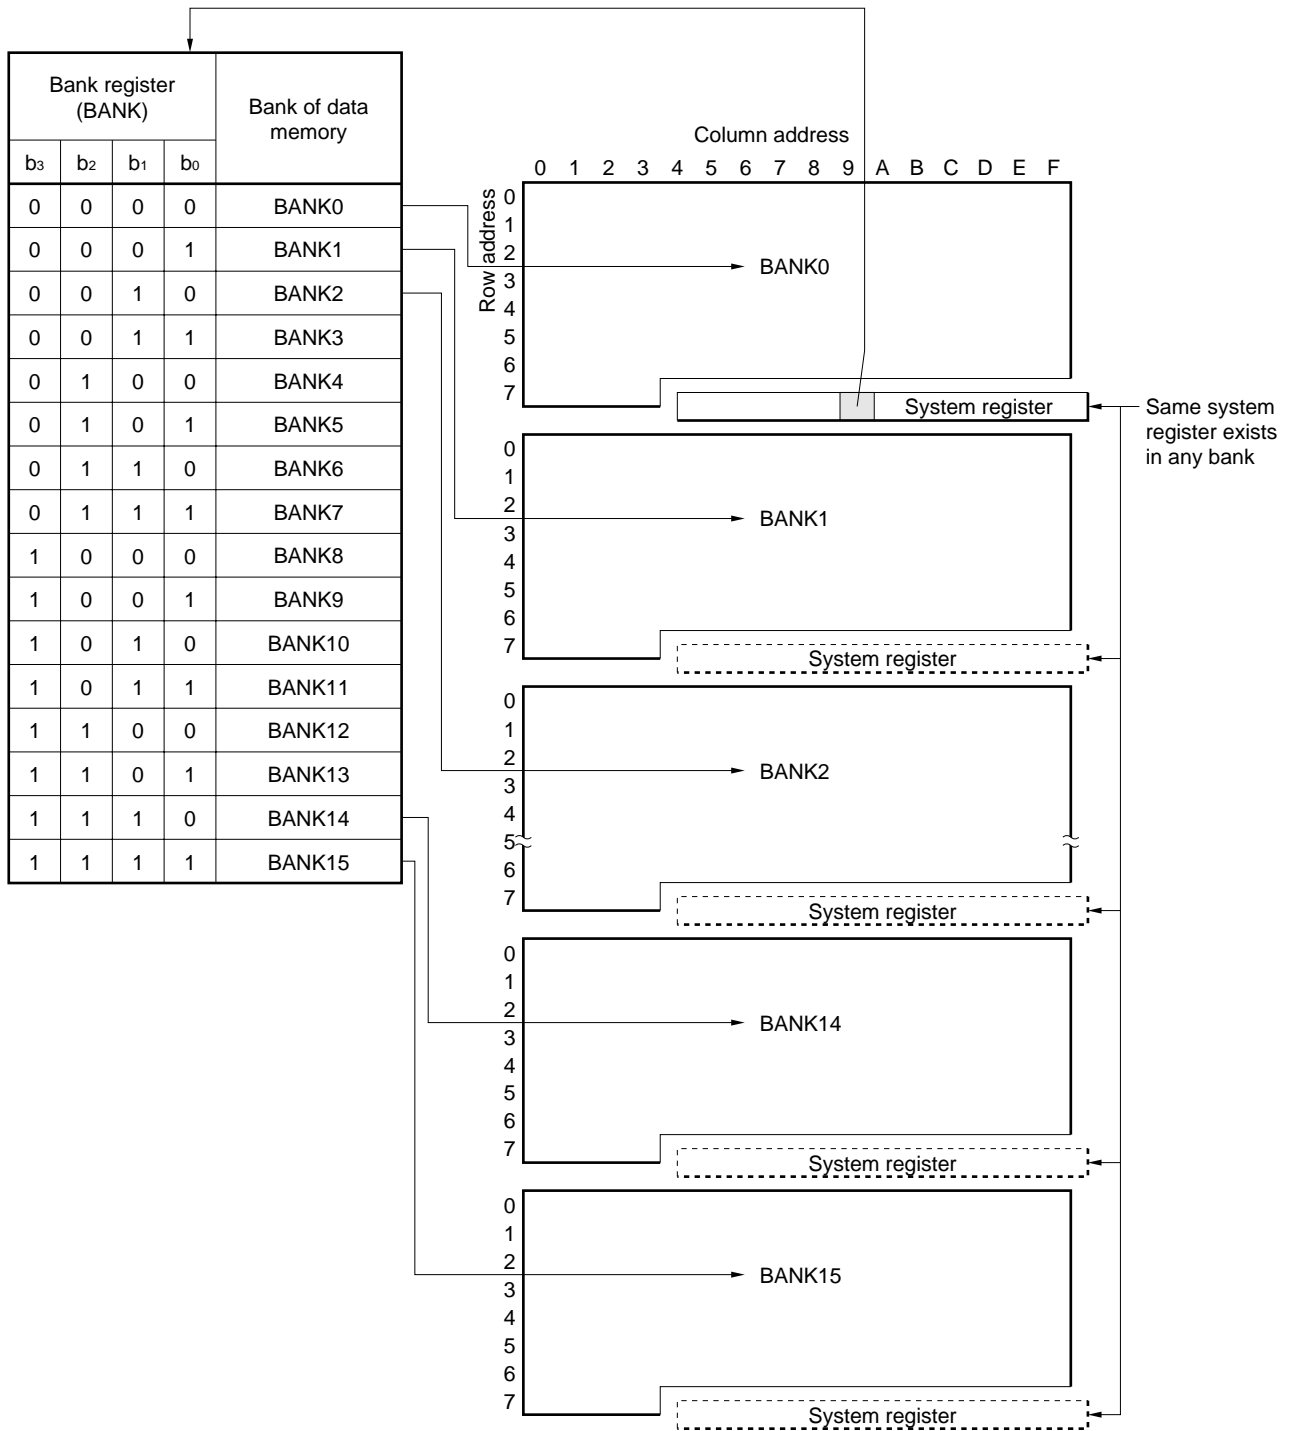 Bank register
(BANK)
Bank of data
memory
b3 b2 b1 b0
0 0 0 0 BANK0
0 0 0 1 BANK1
0 0 1 0 BANK2
0 0 1 1 BANK3
0 1 0 0 BANK4
0 1 0 1 BANK5
0 1 1 0 BANK6
0 1 1 1 BANK7
1 0 0 0 BANK8
1 0 0 1 BANK9
1 0 1 0 BANK10
1 0 1 1 BANK11
1 1 0 0 BANK12
1 1 0 1 BANK13
1 1 1 0 BANK14
1 1 1 1 BANK15
Column address
0 1 2 3 4 5 6 7 8 9 A B C D E F
Row address
0
1
2
3
4
5
6
7
BANK0
System register
Same system
register exists
in any bank
0
1
2
3
4
5
6
7
BANK1
System register
0
1
2
3
4
5
6
7
BANK2
System register
0
1
2
3
4
5
6
7
BANK14
System register
0
1
2
3
4
5
6
7
BANK15
System register